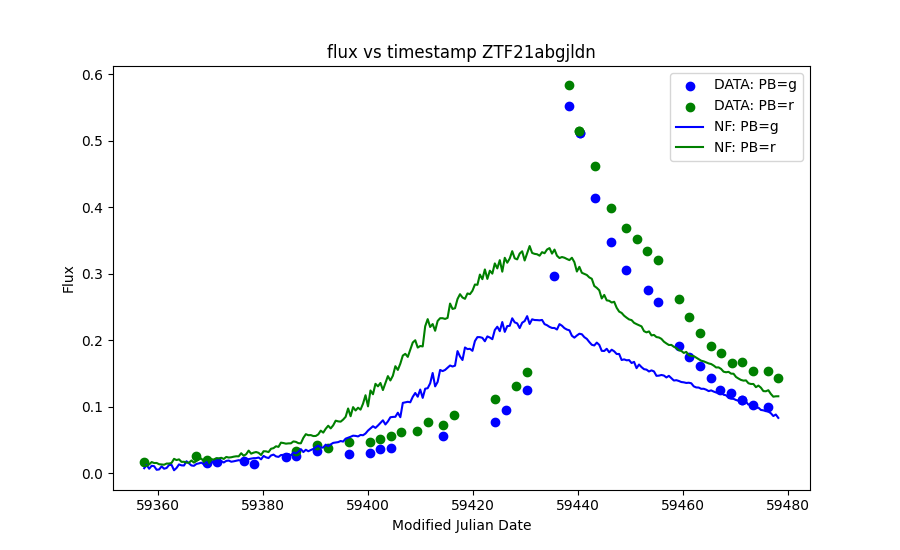 flux vs timestamp ZTF21abgjldn
DATA: PB=g
DATA: PB=r
NF: PB=g
NF: PB=r
Flux
0.6
0.5
0.4
0.3
0.2
0.1
0.0
59360 59380 59400 59420 59440 59460 59480
Modified Julian Date